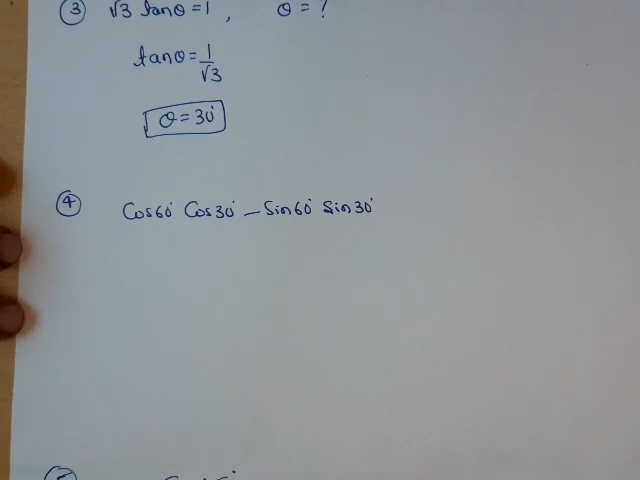 ③ √3 tanθ = 1, θ = ?
tanθ = 1/√3
θ = 30°
④ Cos60° Cos30° – Sin60° Sin30°